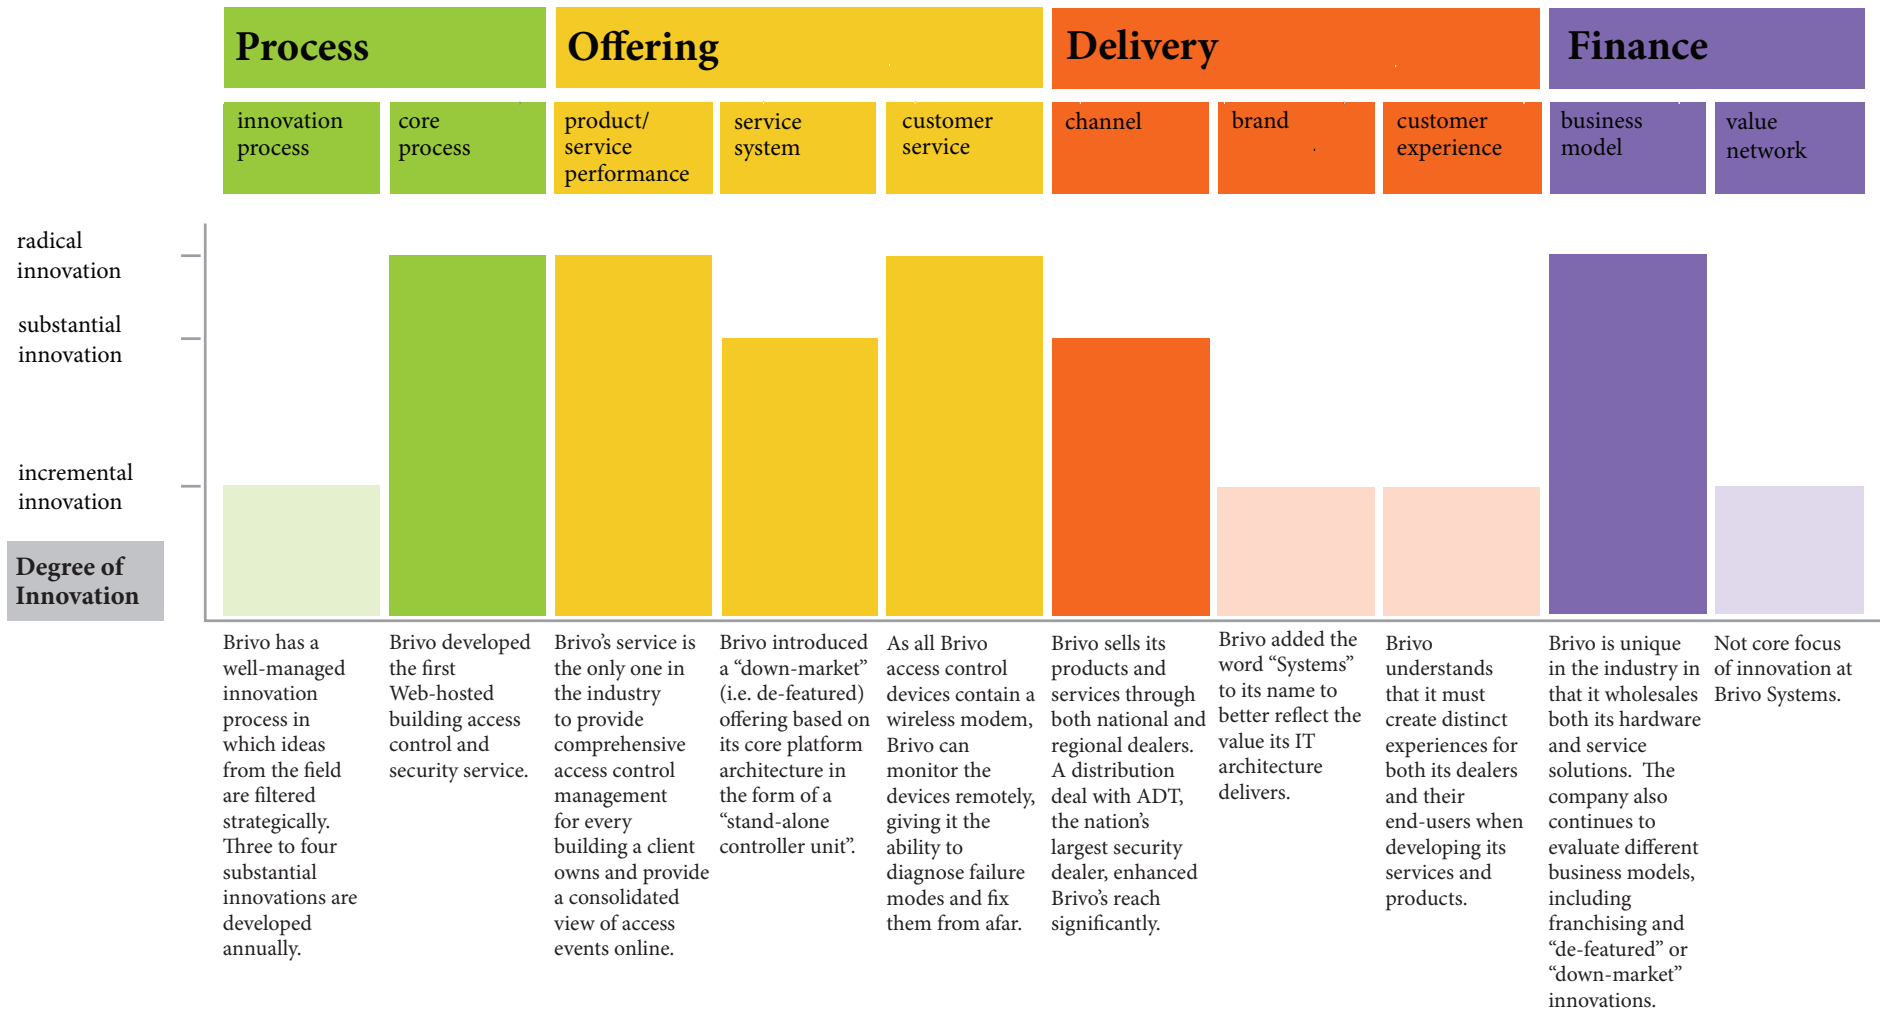 Process
Offering
Delivery
Finance
innovation
process
core
process
product/
service
performance
service
system
customer
service
channel
brand
customer
experience
business
model
value
network
radical
innovation
substantial
innovation
incremental
innovation
Degree of
Innovation
Brivo has a
well-managed
innovation
process in
which ideas
from the field
are filtered
strategically.
Three to four
substantial
innovations are
developed
annually.
Brivo developed
the first
Web-hosted
building access
control and
security service.
Brivo’s service is
the only one in
the industry
to provide
comprehensive
access control
management
for every
building a client
owns and provide
a consolidated
view of access
events online.
Brivo introduced
a “down-market”
(i.e. de-featured)
offering based on
its core platform
architecture in
the form of a
“stand-alone
controller unit”.
As all Brivo
access control
devices contain a
wireless modem,
Brivo can
monitor the
devices remotely,
giving it the
ability to
diagnose failure
modes and fix
them from afar.
Brivo sells its
products and
services through
both national and
regional dealers.
A distribution
deal with ADT,
the nation’s
largest security
dealer, enhanced
Brivo’s reach
significantly.
Brivo added the
word “Systems”
to its name to
better reflect the
value its IT
architecture
delivers.
Brivo
understands
that it must
create distinct
experiences for
both its dealers
and their
end-users when
developing its
services and
products.
Brivo is unique
in the industry in
that it wholesales
both its hardware
and service
solutions. The
company also
continues to
evaluate different
business models,
including
franchising and
“de-featured” or
“down-market”
innovations.
Not core focus
of innovation at
Brivo Systems.